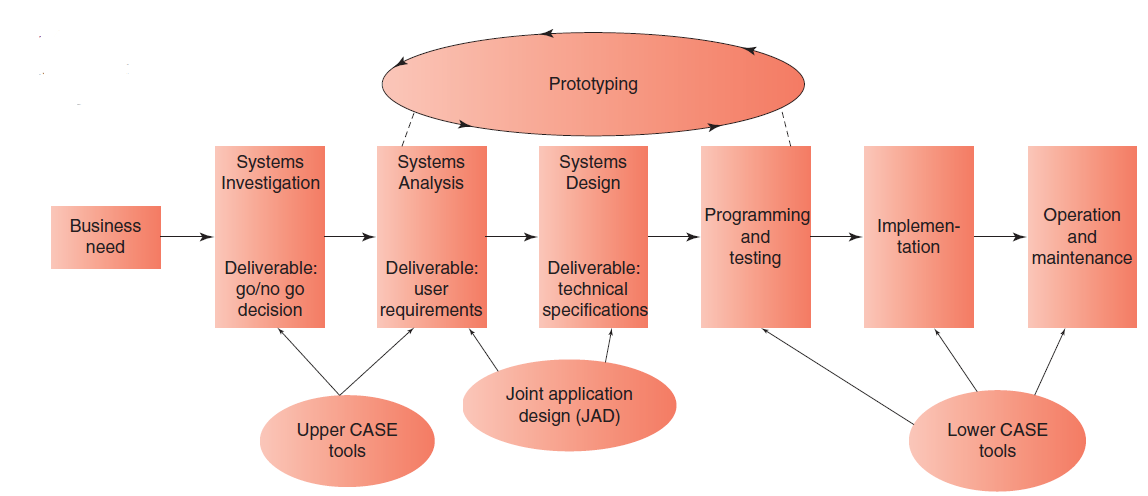 Prototyping
Business
need
Systems
Investigation
Deliverable:
go/no go
decision
Systems
Analysis
Deliverable:
user
requirements
Systems
Design
Deliverable:
technical
specifications
Programming
and
testing
Implemen-
tation
Operation
and
maintenance
Upper CASE
tools
Joint application
design (JAD)
Lower CASE
tools